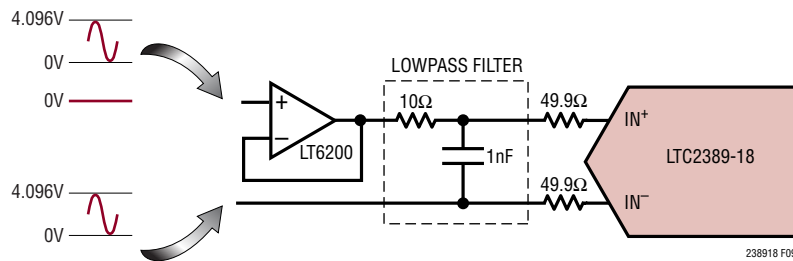 4.096V
0V
0V
LOWPASS FILTER
10Ω
49.9Ω
+
–
LT6200
1nF
IN+
LTC2389-18
49.9Ω
IN–
4.096V
0V
238918 F09